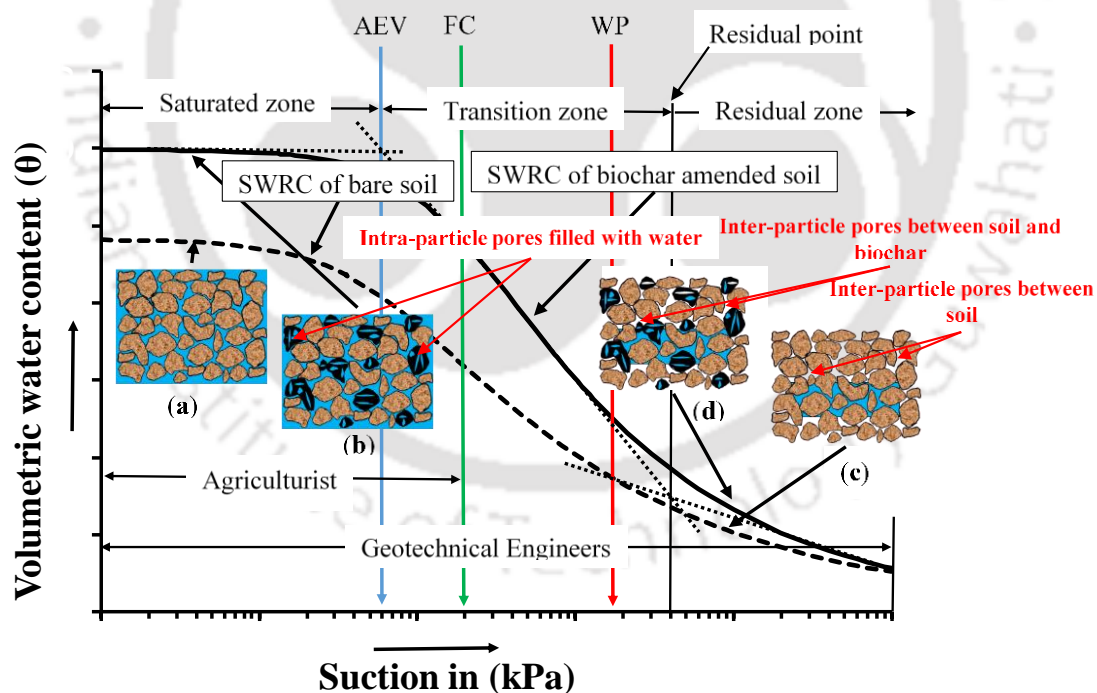 AEV
FC
WP
Residual point
Saturated zone
Transition zone
Residual zone
SWRC of bare soil
SWRC of biochar amended soil
Intra-particle pores filled with water
Inter-particle pores between soil and
biochar
Inter-particle pores between
soil
(a)
(b)
(d)
(c)
Agriculturist
Geotechnical Engineers
Volumetric water content (θ)
Suction in (kPa)